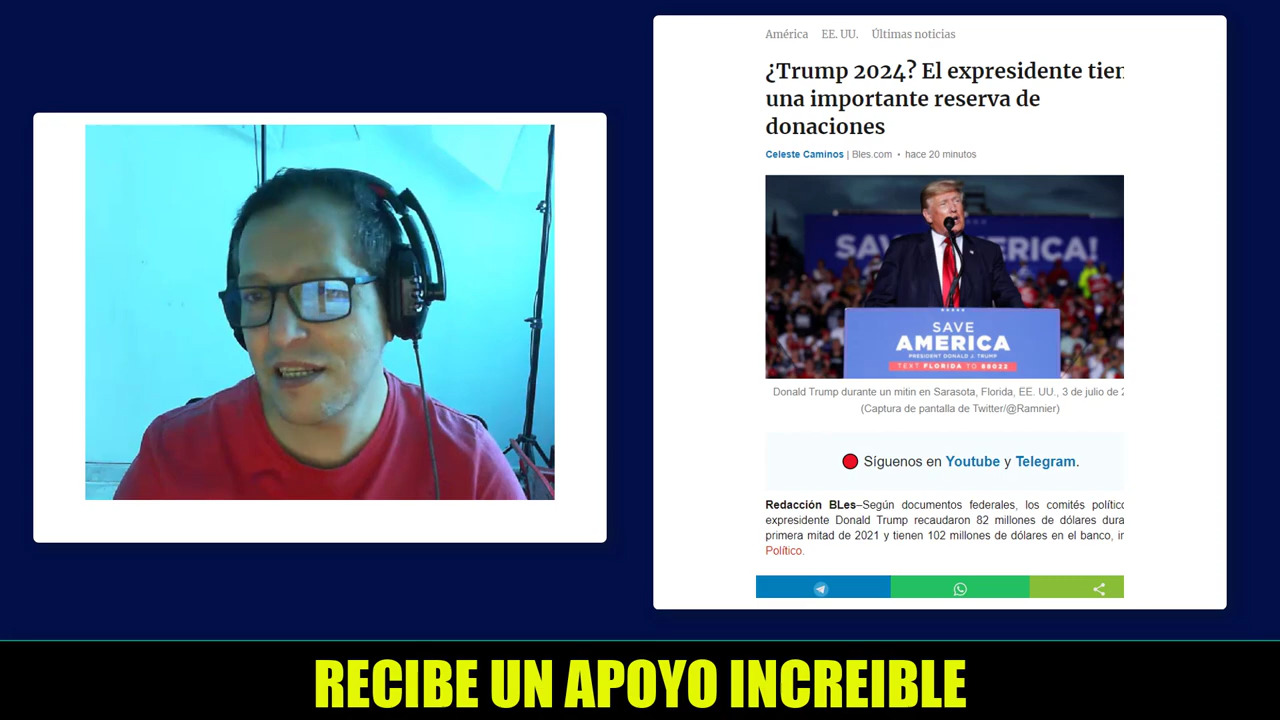 América EE. UU. Últimas noticias
¿Trump 2024? El expresidente tien
una importante reserva de
donaciones
Celeste Caminos | Bles.com • hace 20 minutos
SAVE AMERICA!
SAVE
AMERICA
PRESIDENT DONALD J. TRUMP
TEXT FLORIDA TO 88022
Donald Trump durante un mitin en Sarasota, Florida, EE. UU., 3 de julio de 2
(Captura de pantalla de Twitter/@Ramnier)
Síguenos en Youtube y Telegram.
Redacción BLes–Según documentos federales, los comités polític
expresidente Donald Trump recaudaron 82 millones de dólares dura
primera mitad de 2021 y tienen 102 millones de dólares en el banco, in
Político.
RECIBE UN APOYO INCREIBLE